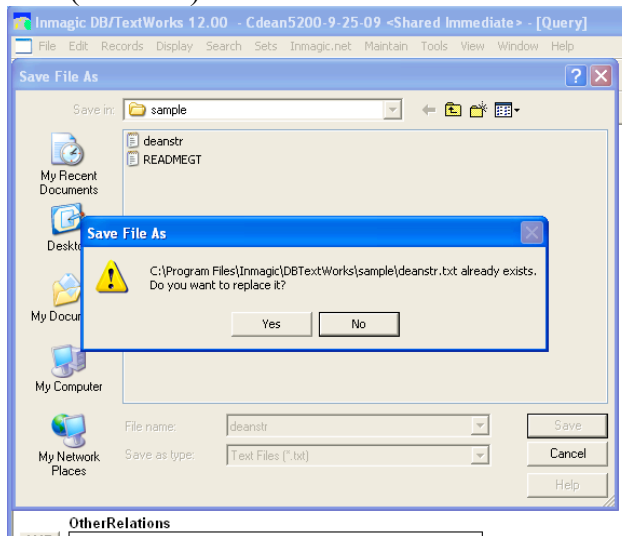 Inmagic DB/TextWorks 12.00 - Cdean5200-9-25-09 <Shared Immediate> - [Query]
File Edit Records Display Search Sets Inmagic.net Maintain Tools View Window Help
Save File As
Save in: sample
deanstr
READMEGT
My Recent
Documents
Save File As
Deskto
C:\Program Files\Inmagic\DBTextWorks\sample\deanstr.txt already exists.
Do you want to replace it?
My Docum
Yes No
My Computer
File name: deanstr Save
My Network
Places
Save as type: Text Files (*.txt) Cancel
Help
OtherRelations